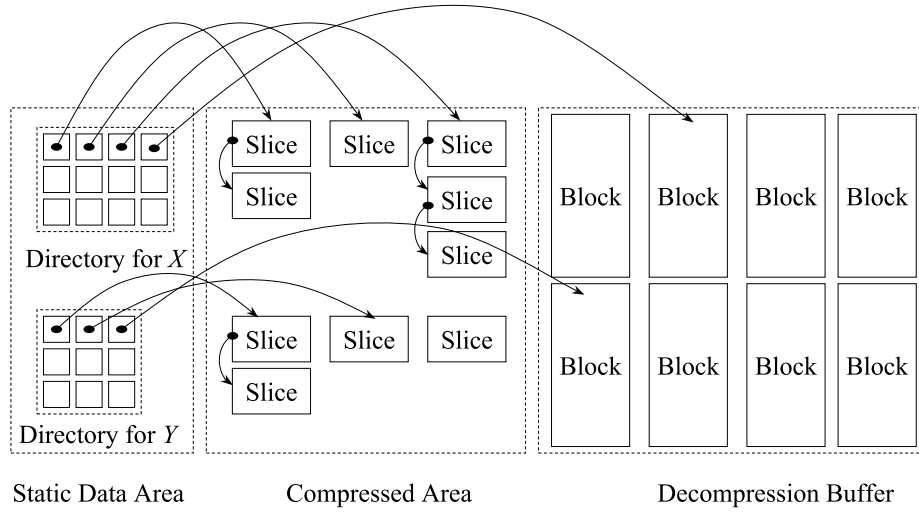 Slice Slice Slice
Slice Slice
Block Block Block Block
Directory for X
Slice
Slice Slice Slice
Block Block Block Block
Slice
Directory for Y
Static Data Area Compressed Area Decompression Buffer